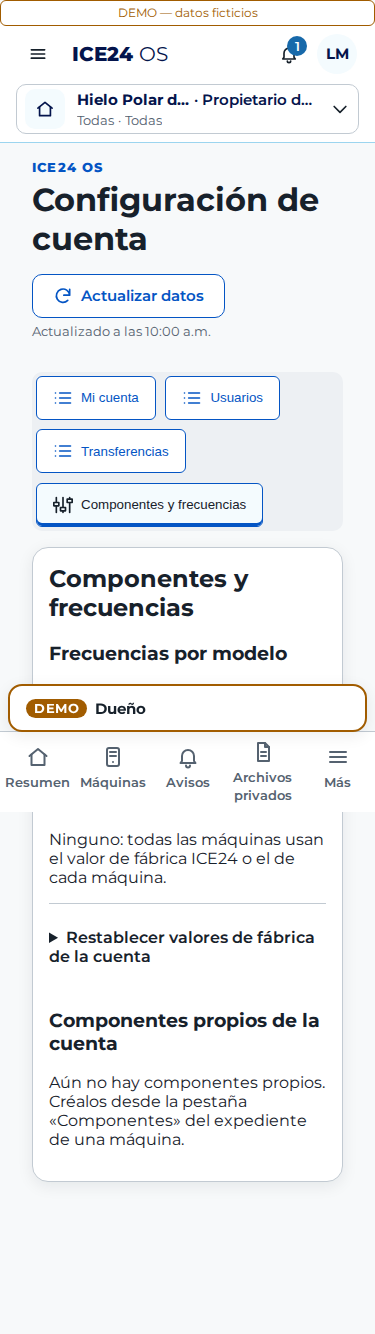 DEMO — datos ficticios
ICE24 OS
1
LM
Hielo Polar d... · Propietario d...
Todas · Todas
ICE24 OS
Configuración de
cuenta
Actualizar datos
Actualizado a las 10:00 a.m.
Mi cuenta
Usuarios
Transferencias
Componentes y frecuencias
Componentes y
frecuencias
Frecuencias por modelo
DEMO Dueño
Resumen
Máquinas
Avisos
Archivos
privados
Más
Ninguno: todas las máquinas usan
el valor de fábrica ICE24 o el de
cada máquina.
Restablecer valores de fábrica
de la cuenta
Componentes propios de la
cuenta
Aún no hay componentes propios.
Créalos desde la pestaña
«Componentes» del expediente
de una máquina.